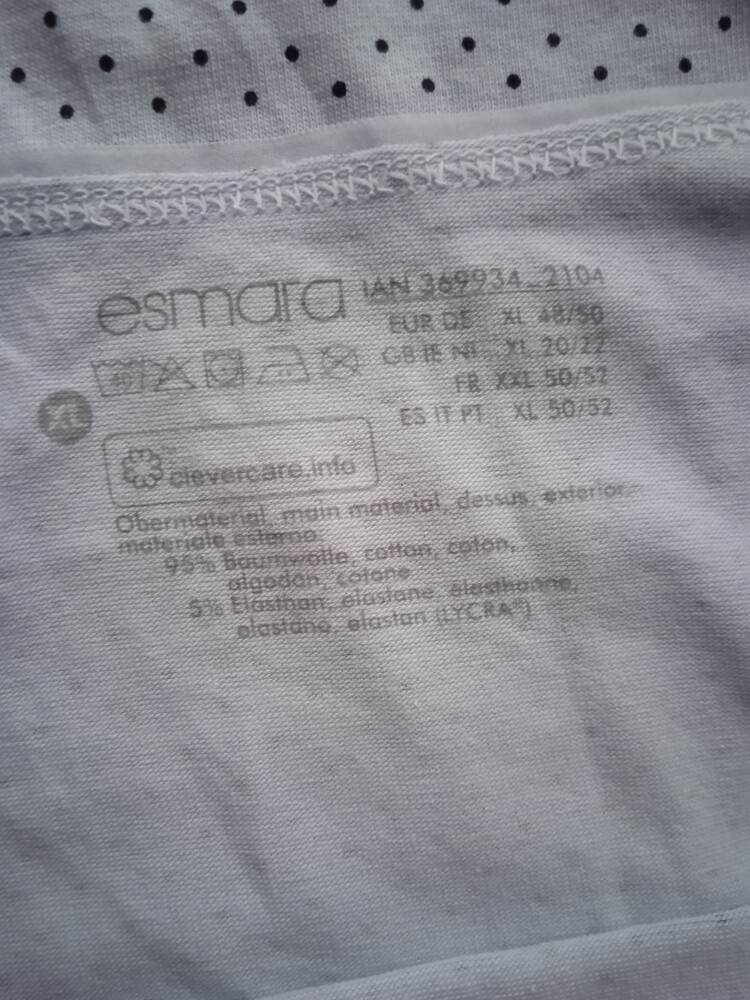 esmara IAN 369934_2104
EUR DE XL 48/50
GB IE NI XL 20/22
FR XXL 50/52
ES IT PT XL 50/52
XL
clevercare.info
Obermaterial, main material, dessus, exterior,
materiale esterno:
95% Baumwolle, cotton, coton,
algodón, cotone
5% Elasthan, elastane, élasthanne,
elastano, elastan (LYCRA®)